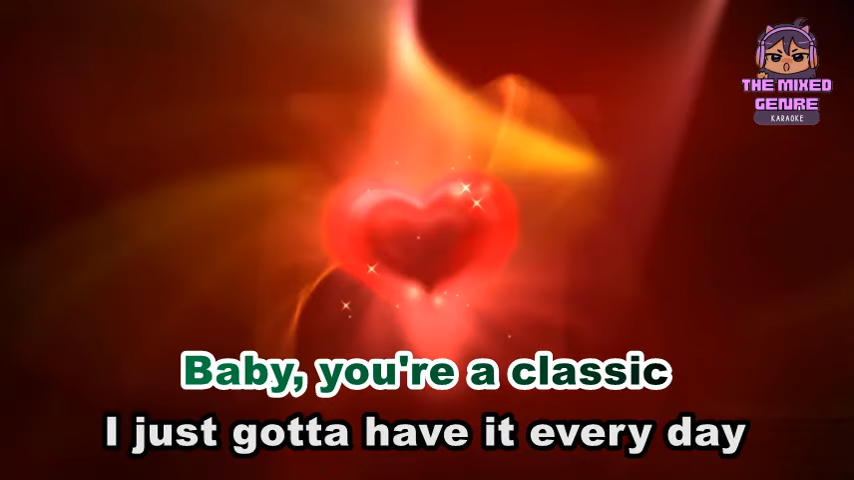 THE MIXED
GENRE
KARAOKE
Baby, you're a classic
I just gotta have it every day